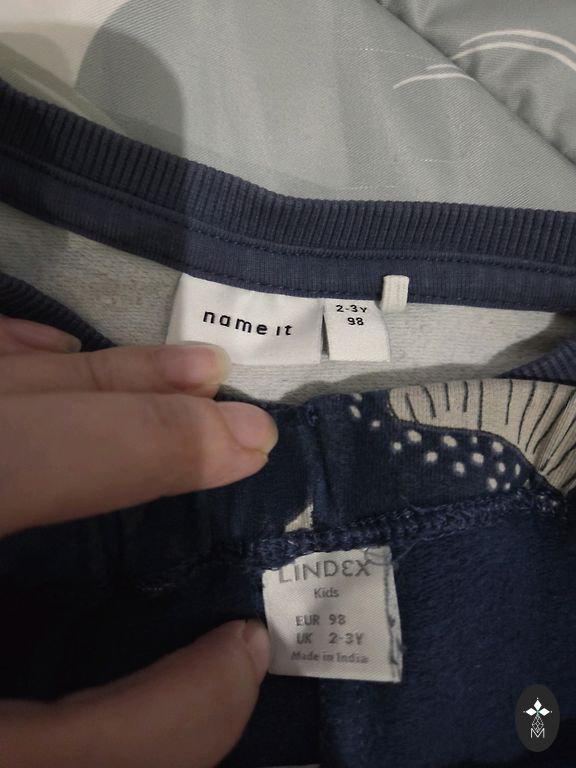 name it
2-3Y
98
LINDEX
Kids
EUR 98
UK 2-3Y
Made in India